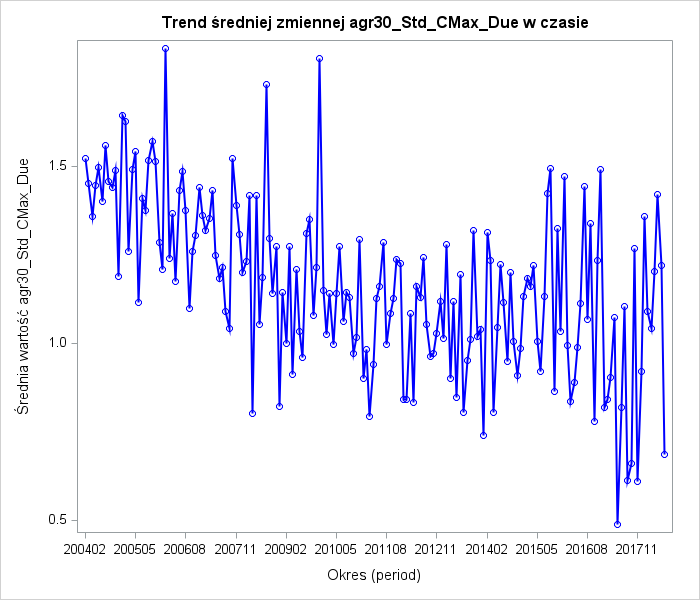 Trend średniej zmiennej agr30_Std_CMax_Due w czasie
Średnia wartość agr30_Std_CMax_Due
1.5
1.0
0.5
200402 200505 200608 200711 200902 201005 201108 201211 201402 201505 201608 201711
Okres (period)